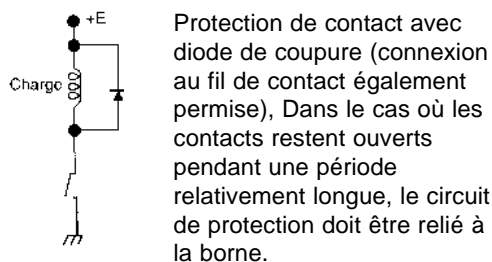 +E
Charge
Protection de contact avec
diode de coupure (connexion
au fil de contact également
permise), Dans le cas où les
contacts restent ouverts
pendant une période
relativement longue, le circuit
de protection doit être relié à
la borne.